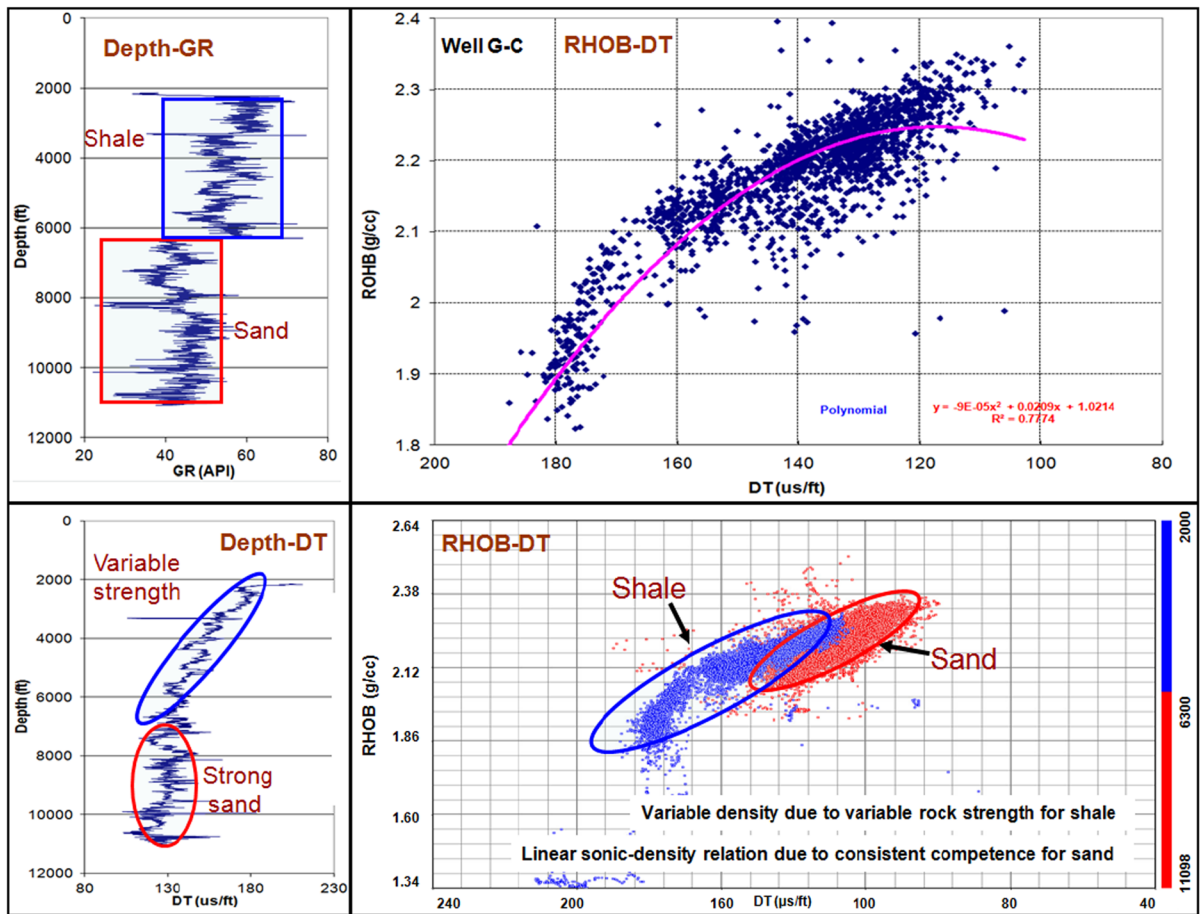 Depth-GR
0
2000
4000
6000
8000
10000
12000
Depth (ft)
Shale
Sand
20
40
60
80
GR (API)
Well G-C
RHOB-DT
2.4
2.3
2.2
2.1
2
1.9
1.8
ROHB (g/cc)
Polynomial
y = -9E-05x² + 0.0209x + 1.0214
R² = 0.7774
200
180
160
140
120
100
80
DT (us/ft)
Depth-DT
0
2000
4000
6000
8000
10000
12000
Depth (ft)
Variable
strength
Strong
sand
80
130
180
230
DT (us/ft)
RHOB-DT
2.64
2.38
2.12
1.86
1.60
1.34
RHOB (g/cc)
Shale
Sand
Variable density due to variable rock strength for shale
Linear sonic-density relation due to consistent competence for sand
240
200
160
DT (µs/ft)
100
80
40
2000
6300
11098